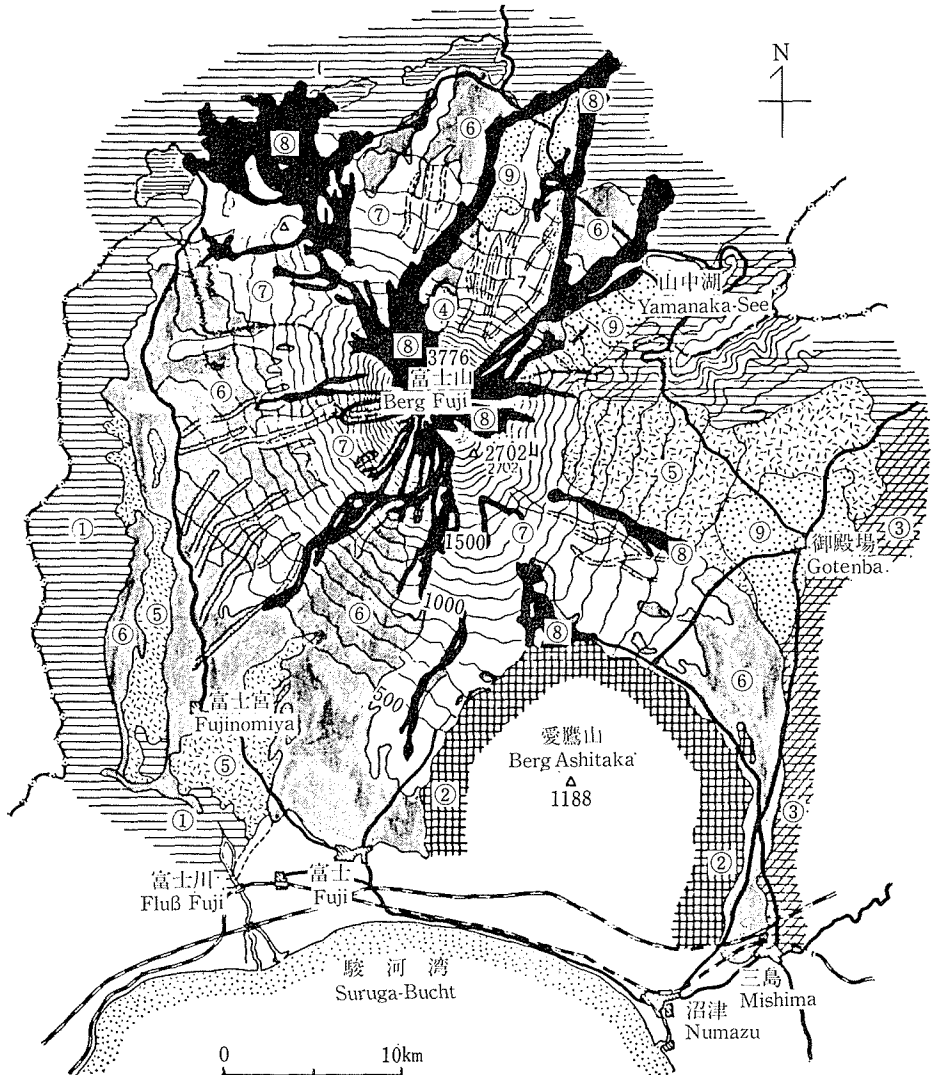 N
⑧
⑧
⑥
⑨
⑦
⑥
山中湖
Yamanaka-See
⑦
④
⑨
⑧
3776
富士山
Berg Fuji
⑥
⑧
⑦
2702
2702
⑤
①
1500
⑦
⑨
③
御殿場
Gotenba
⑧
⑤
⑥
1000
⑥
⑧
⑥
富士宮
Fujinomiya
500
愛鷹山
Berg Ashitaka
1188
⑤
②
③
①
②
富士川
Fluß Fuji
富士
Fuji
駿河湾
Suruga-Bucht
三島
Mishima
沼津
Numazu
0 10km